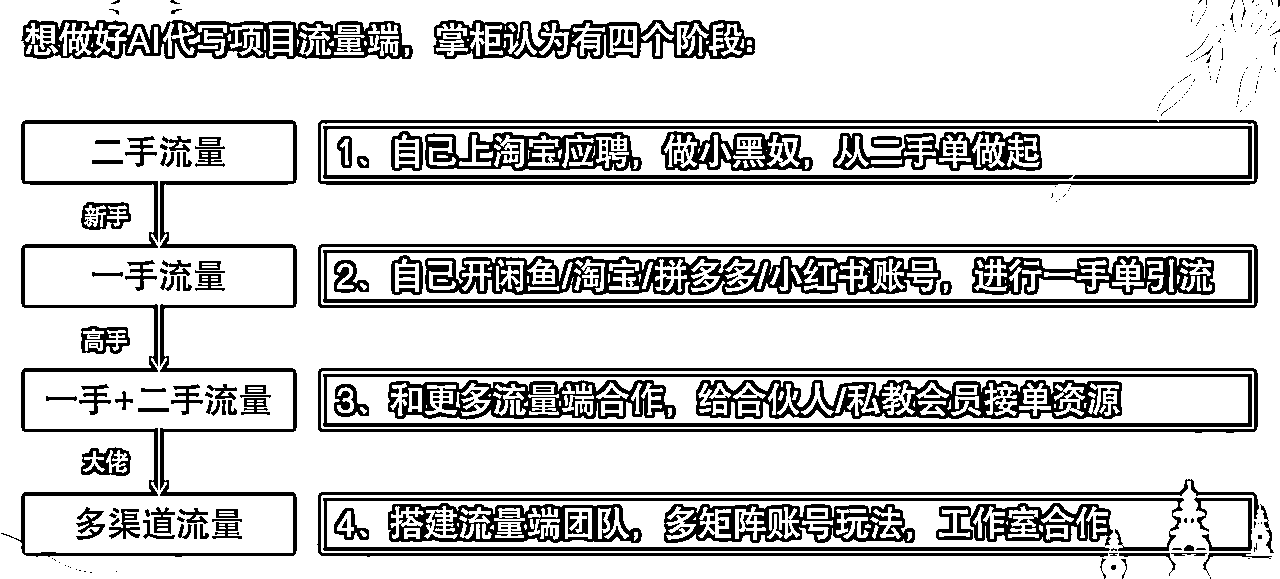 想做好AI代写项目流量端，掌柜认为有四个阶段：
二手流量
1、自己上淘宝应聘，做小黑奴，从二手单做起
新手
一手流量
2、自己开闲鱼/淘宝/拼多多/小红书账号，进行一手单引流
高手
一手+二手流量
3、和更多流量端合作，给合伙人/私教会员接单资源
大佬
多渠道流量
4、搭建流量端团队，多矩阵账号玩法，工作室合作